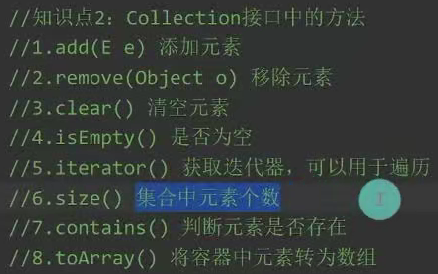 //知识点2: Collection接口中的方法
//1.add(E e) 添加元素
//2.remove(Object o) 移除元素
//3.clear() 清空元素
//4.isEmpty() 是否为空
//5.iterator() 获取迭代器，可以用于遍历
//6.size() 集合中元素个数
//7.contains() 判断元素是否存在
//8.toArray() 将容器中元素转为数组